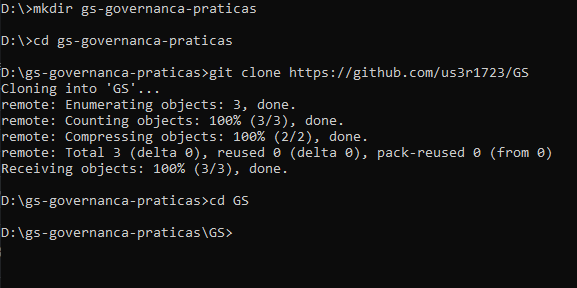 D:\>mkdir gs-governanca-praticas
D:\>cd gs-governanca-praticas
D:\gs-governanca-praticas>git clone https://github.com/us3r1723/GS
Cloning into 'GS'...
remote: Enumerating objects: 3, done.
remote: Counting objects: 100% (3/3), done.
remote: Compressing objects: 100% (2/2), done.
remote: Total 3 (delta 0), reused 0 (delta 0), pack-reused 0 (from 0)
Receiving objects: 100% (3/3), done.
D:\gs-governanca-praticas>cd GS
D:\gs-governanca-praticas\GS>